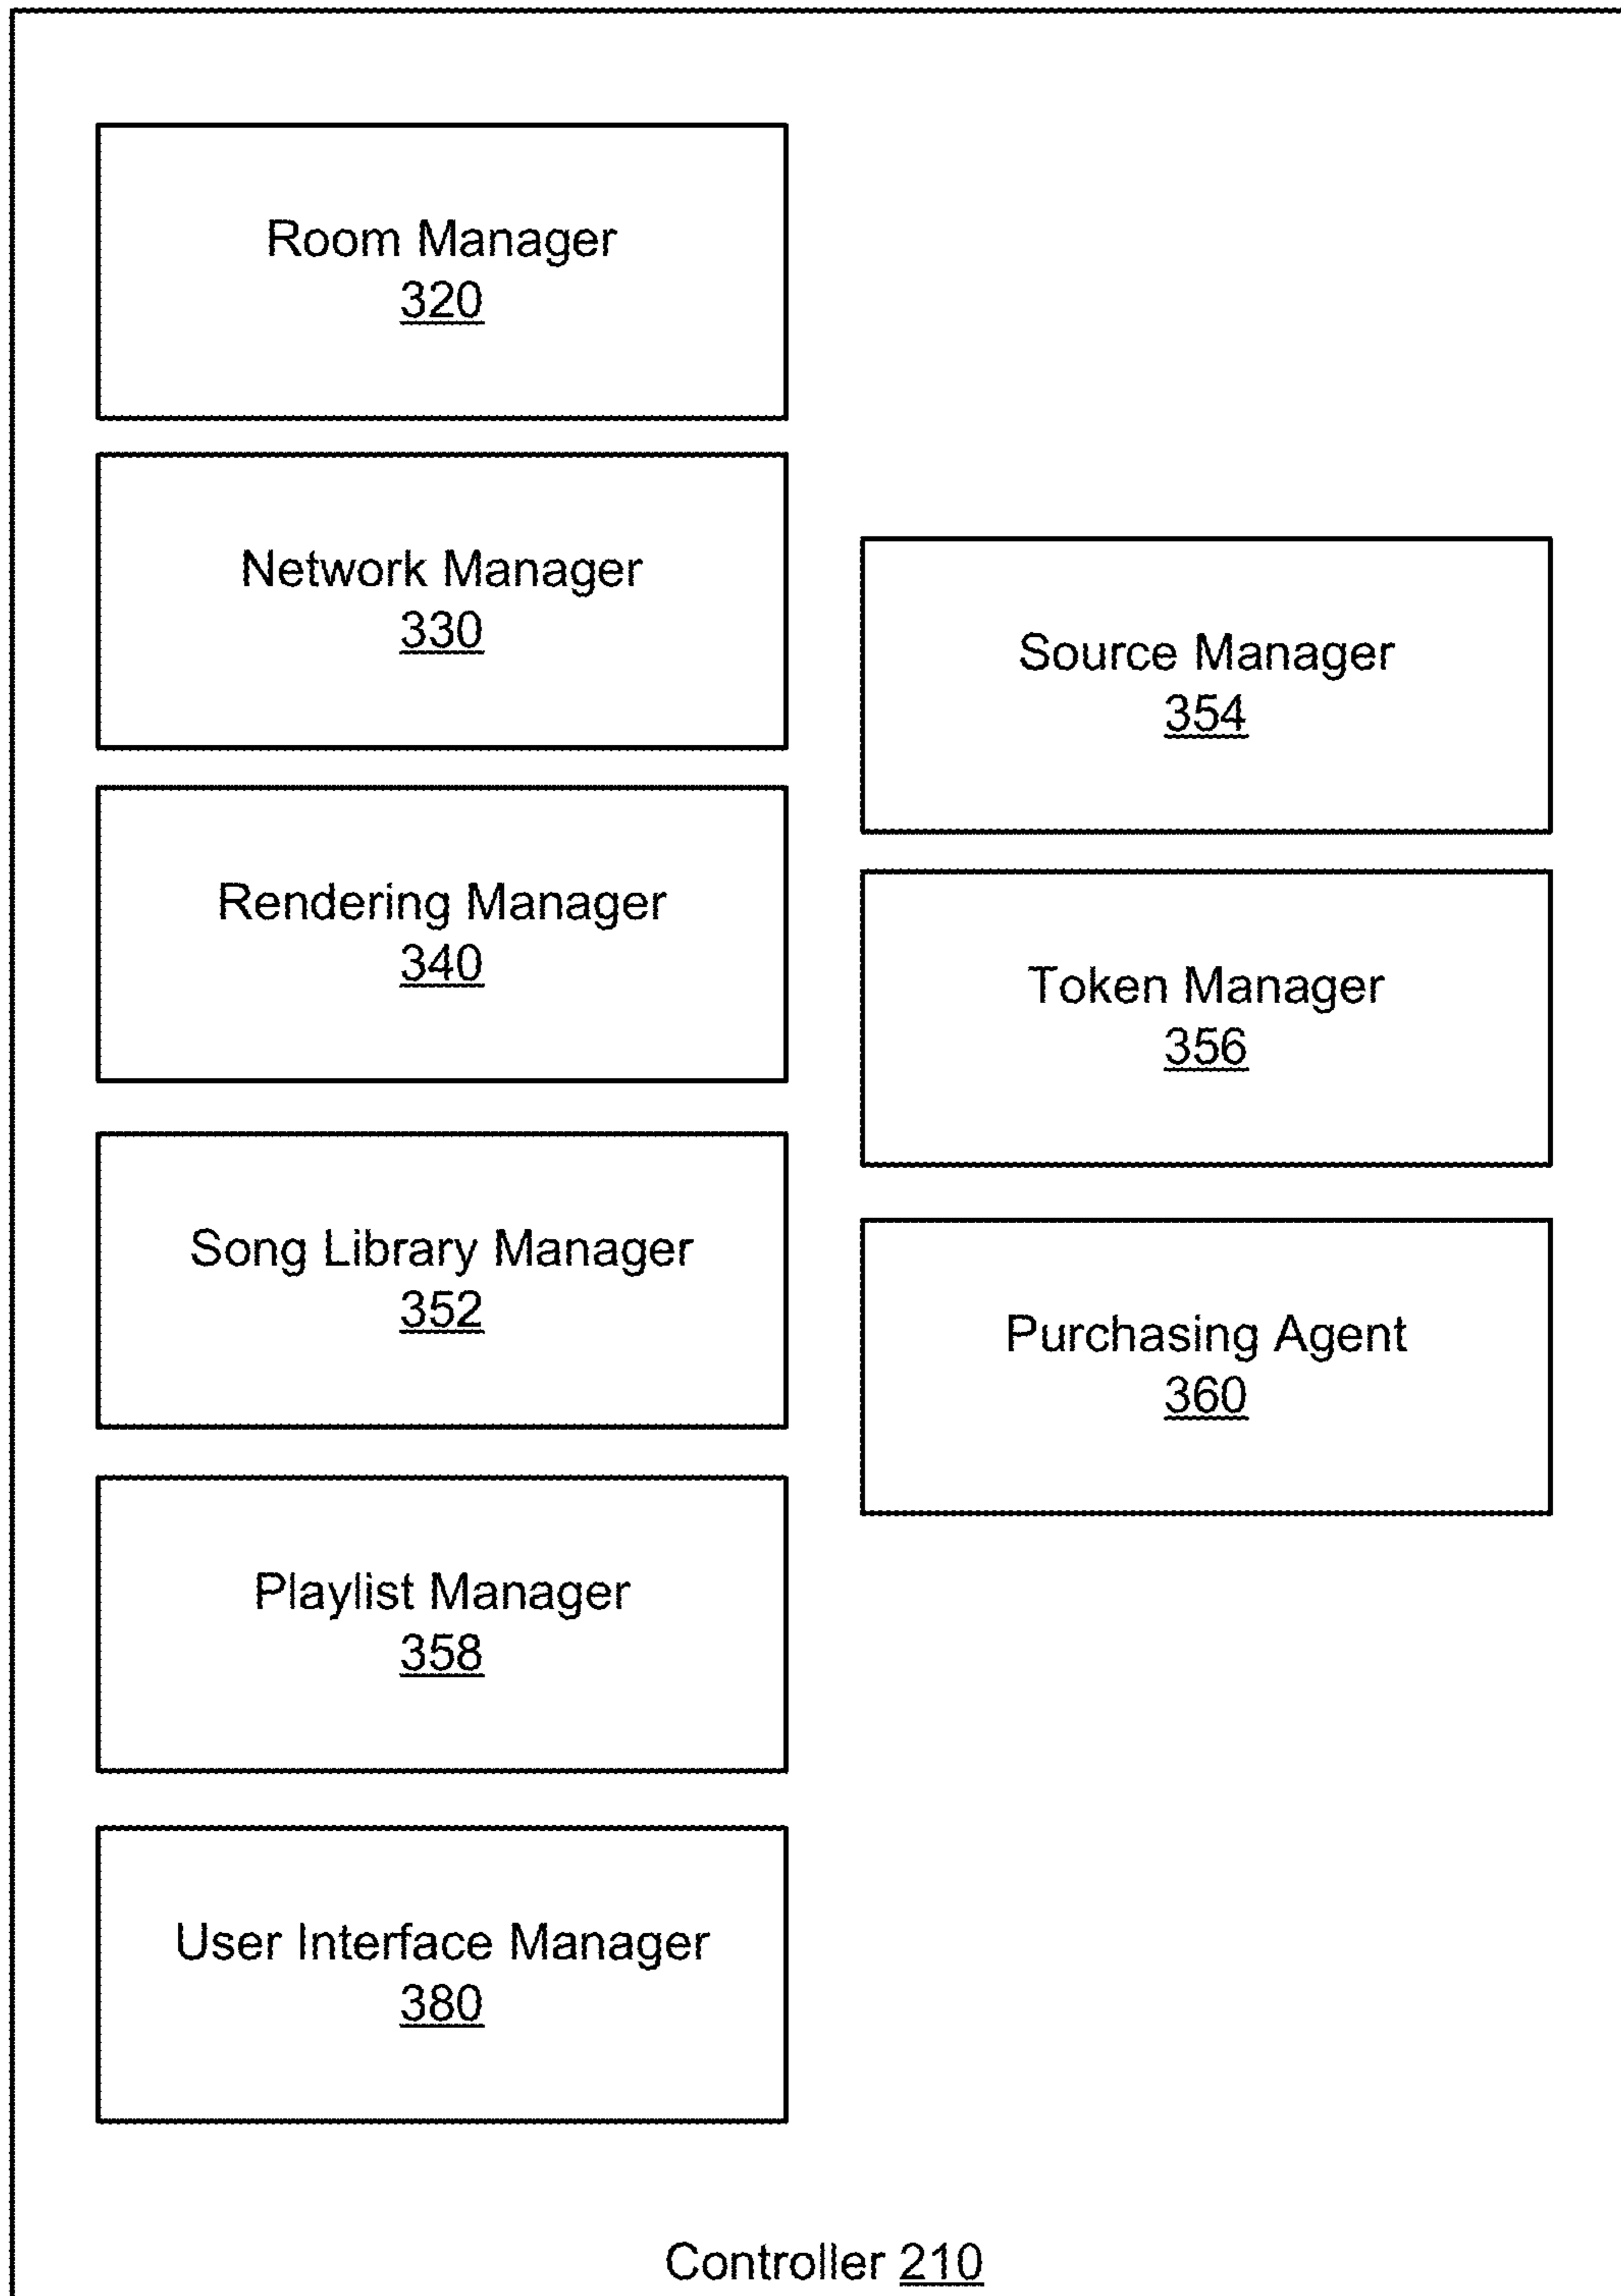 Room Manager
320
Network Manager
330
Rendering Manager
340
Song Library Manager
352
Playlist Manager
358
User Interface Manager
380
Source Manager
354
Token Manager
356
Purchasing Agent
360
Controller 210